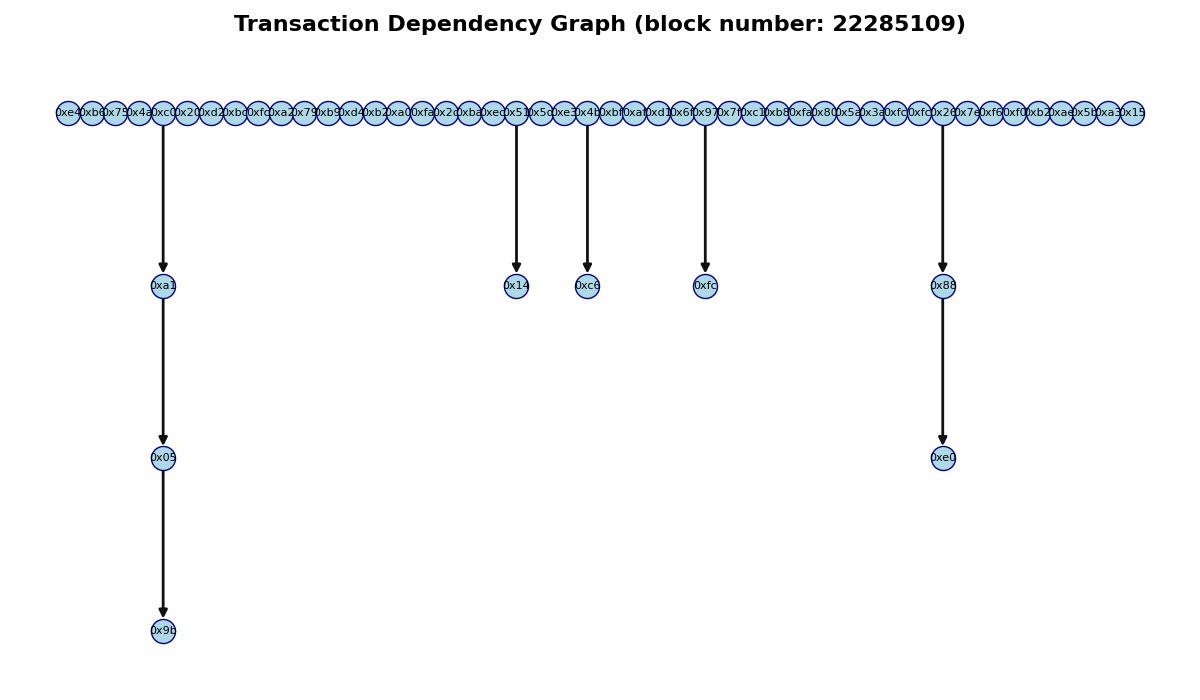 Transaction Dependency Graph (block number: 22285109)
0xe4 0xb6 0x75 0x4a 0xc0 0x20 0xd2 0xbc 0xfc 0xa2 0x79 0xb9 0xd4 0xb2 0xa0 0xfa 0x2c 0xba 0xec 0x51 0x5c 0xe3 0x4b 0xbf 0xaf 0xd1 0x6f 0x97 0x7f 0xc1 0xb8 0xfa 0x80 0x5a 0x3a 0xfc 0xfc 0x26 0x7e 0xf6 0xf0 0xb2 0xae 0x5b 0xa3 0x15
0xa1 0x14 0xc6 0xfc 0x88
0x05 0xe0
0x9b